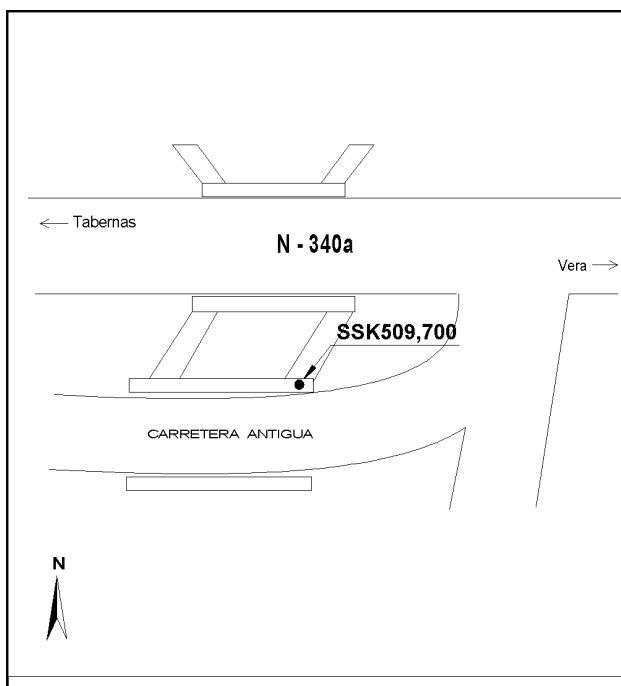 ← Tabernas
N - 340a
Vera →
SSK509,700
CARRETERA ANTIGUA
N